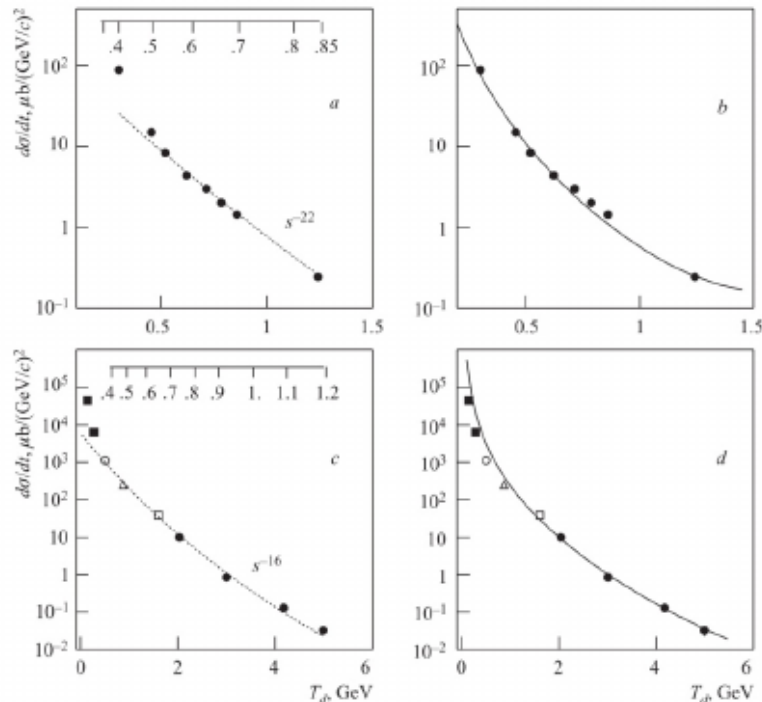 .4 .5 .6 .7 .8 .85
dσ/dt, μb/(GeV/c)²
10² 10 1 10⁻¹
a
s⁻²²
0.5 1 1.5
10² 10 1 10⁻¹
b
0.5 1 1.5
.4 .5 .6 .7 .8 .9 1. 1.1 1.2
dσ/dt, μb/(GeV/c)²
10⁵ 10⁴ 10³ 10² 10 1 10⁻¹ 10⁻²
c
s⁻¹⁶
0 2 4 6
T_d, GeV
10⁵ 10⁴ 10³ 10² 10 1 10⁻¹ 10⁻²
d
0 2 4 6
T_d, GeV